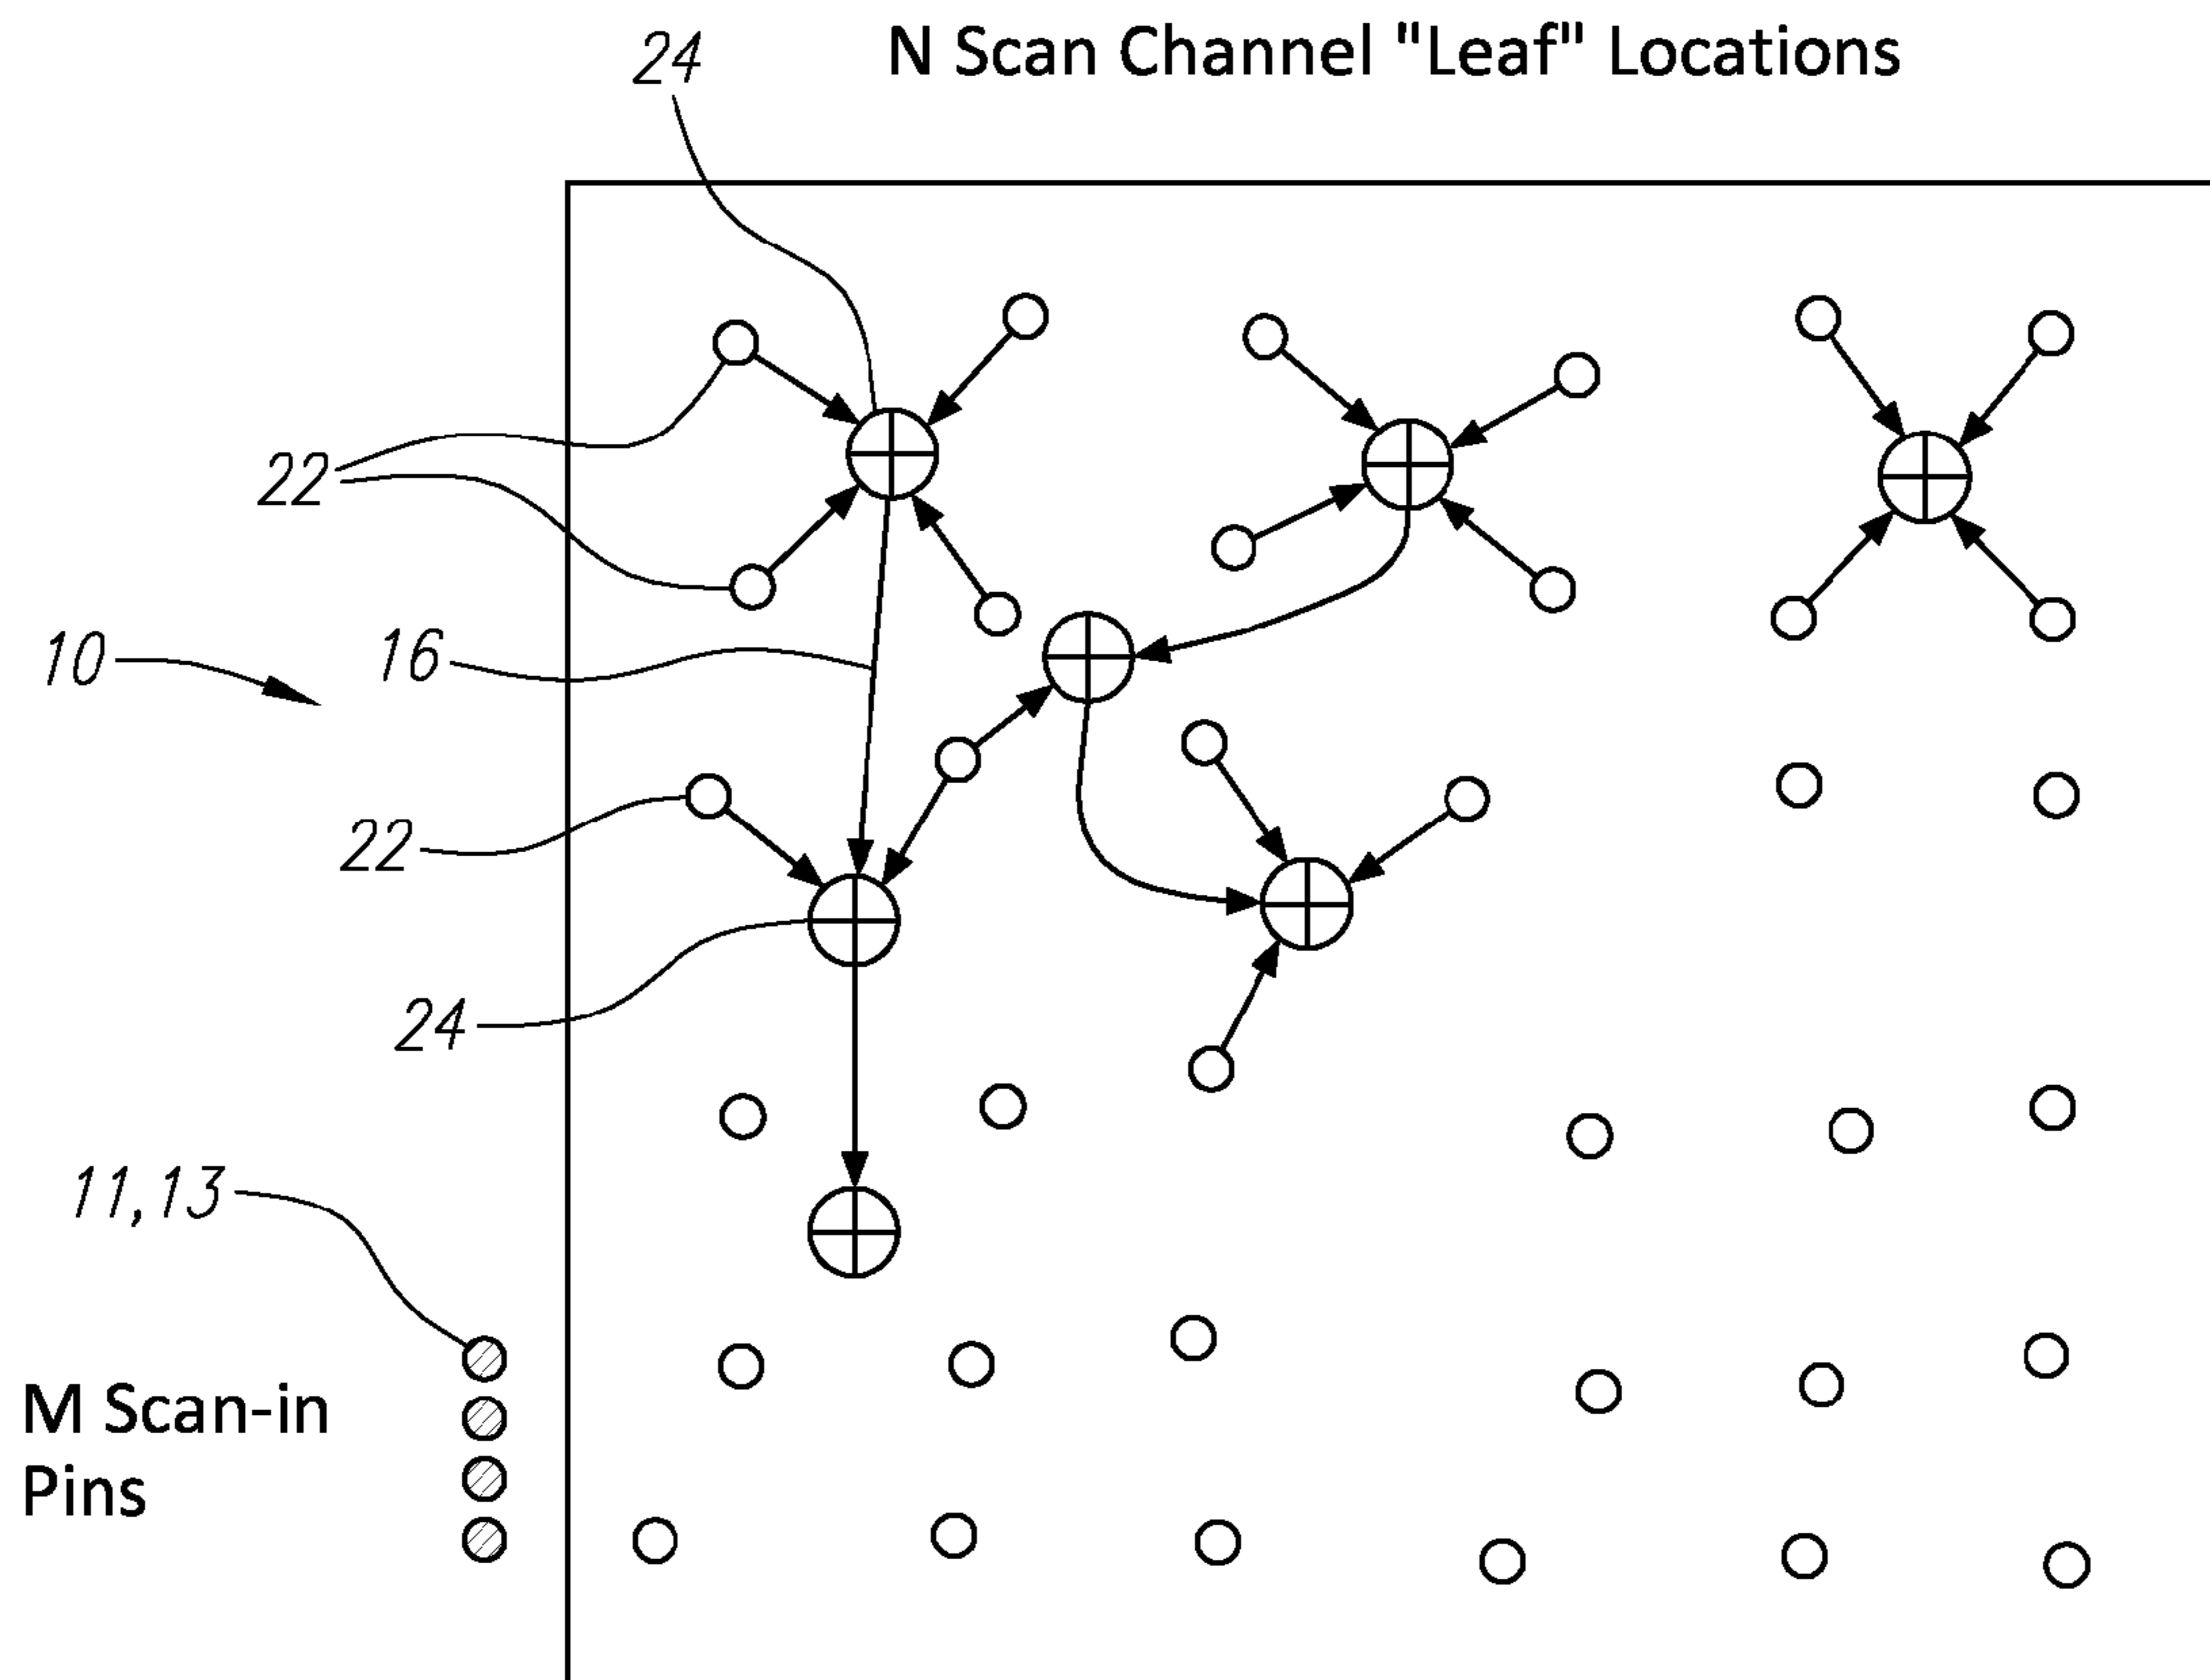 24
N Scan Channel "Leaf" Locations
22
10
16
22
24
11,13
M Scan-in
Pins